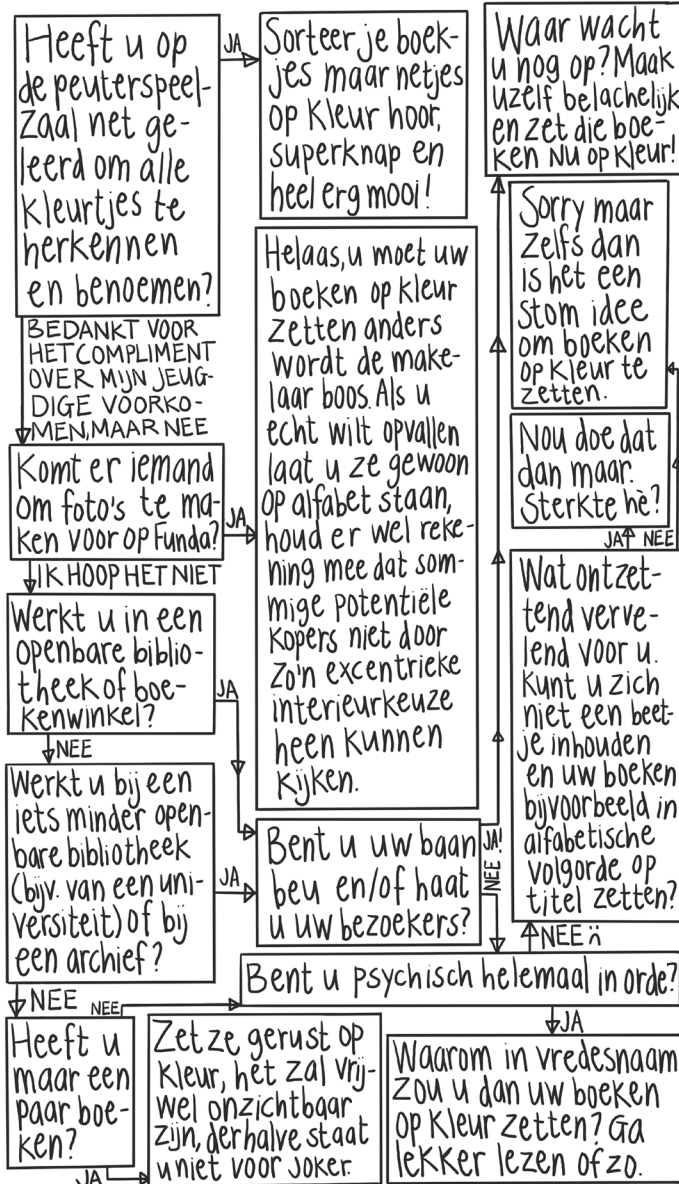 Heeft u op
de peuterspeel-
zaal net ge-
leerd om alle
kleurtjes te
herkennen
en benoemen?
JA
Sorteer je boek-
jes maar netjes
op kleur hoor,
superknap en
heel erg mooi!
BEDANKT VOOR
HET COMPLIMENT
OVER MIJN JEUG-
DIGE VOORKO-
MEN, MAAR NEE
Komt er iemand
om foto's te ma-
ken voor op Funda?
JA
Helaas, u moet uw
boeken op kleur
zetten anders
wordt de make-
laar boos. Als u
echt wilt opvallen
laat u ze gewoon
op alfabet staan,
houd er wel reke-
ning mee dat som-
mige potentiële
kopers niet door
zo'n excentrieke
interieurkeuze
heen kunnen
kijken.
IK HOOP HET NIET
Werkt u in een
openbare biblio-
theek of boe-
kenwinkel?
JA
NEE
Werkt u bij een
iets minder open-
bare bibliotheek
(bijv. van een uni-
versiteit) of bij
een archief?
JA
Bent u uw baan
beu en/of haat
u uw bezoekers?
JA!
NEE
Waar wacht
u nog op? Maak
uzelf belachelijk
en zet die boe-
ken NU op kleur!
NEE
Heeft u
maar een
paar boe-
ken?
NEE
JA
Zet ze gerust op
kleur, het zal vrij-
wel onzichtbaar
zijn, derhalve staat
u niet voor joker.
Bent u psychisch helemaal in orde?
JA
Waarom in vredesnaam
zou u dan uw boeken
op kleur zetten? Ga
lekker lezen of zo.
NEE :(
Wat ontzet-
tend verve-
lend voor u.
Kunt u zich
niet een beet-
je inhouden
en uw boeken
bijvoorbeeld in
alfabetische
volgorde op
titel zetten?
JA
NEE
Nou doe dat
dan maar.
Sterkte hè?
Sorry maar
zelfs dan
is het een
stom idee
om boeken
op kleur te
zetten.